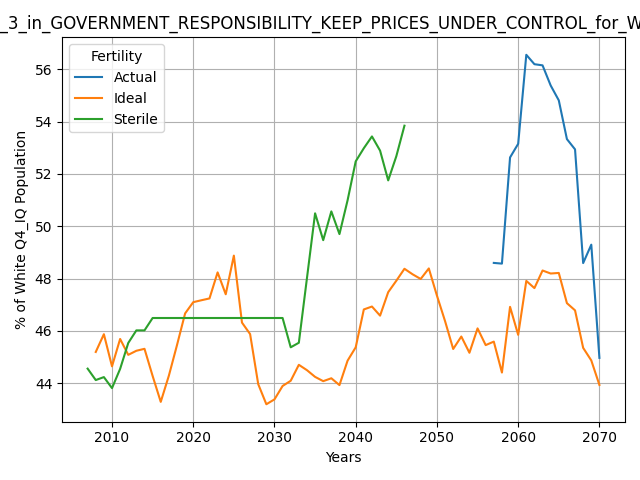 _3_in_GOVERNMENT_RESPONSIBILITY_KEEP_PRICES_UNDER_CONTROL_for_W
Fertility
Actual
Ideal
Sterile
% of White Q4_IQ Population
56
54
52
50
48
46
44
2010 2020 2030 2040 2050 2060 2070
Years